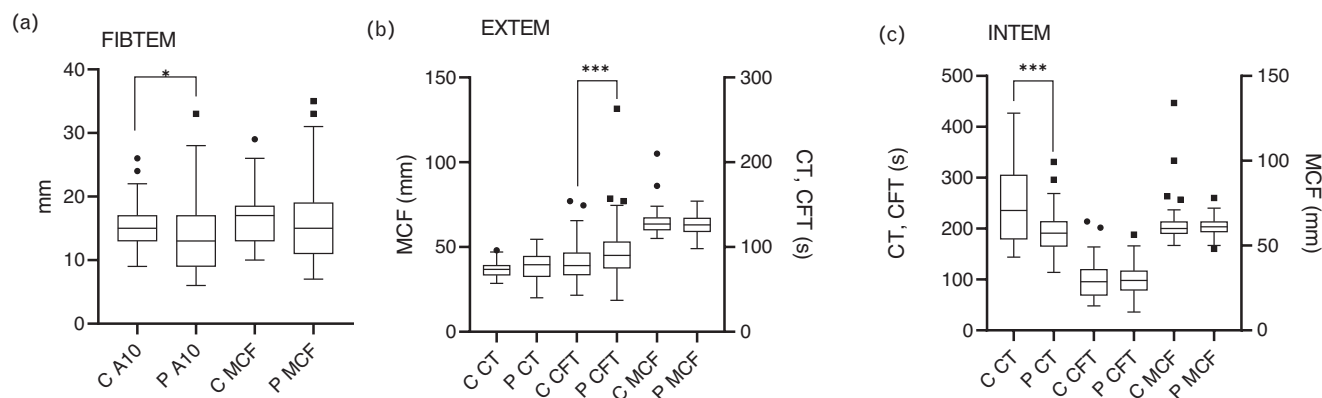 (a)
FIBTEM
*
40
30
20
10
0
mm
C A10
P A10
C MCF
P MCF
(b)
EXTEM
***
150
100
50
0
MCF (mm)
300
200
100
0
CT, CFT (s)
C CT
P CT
C CFT
P CFT
C MCF
P MCF
(c)
INTEM
***
500
400
300
200
100
0
CT, CFT (s)
150
100
50
0
MCF (mm)
C CT
P CT
C CFT
P CFT
C MCF
P MCF